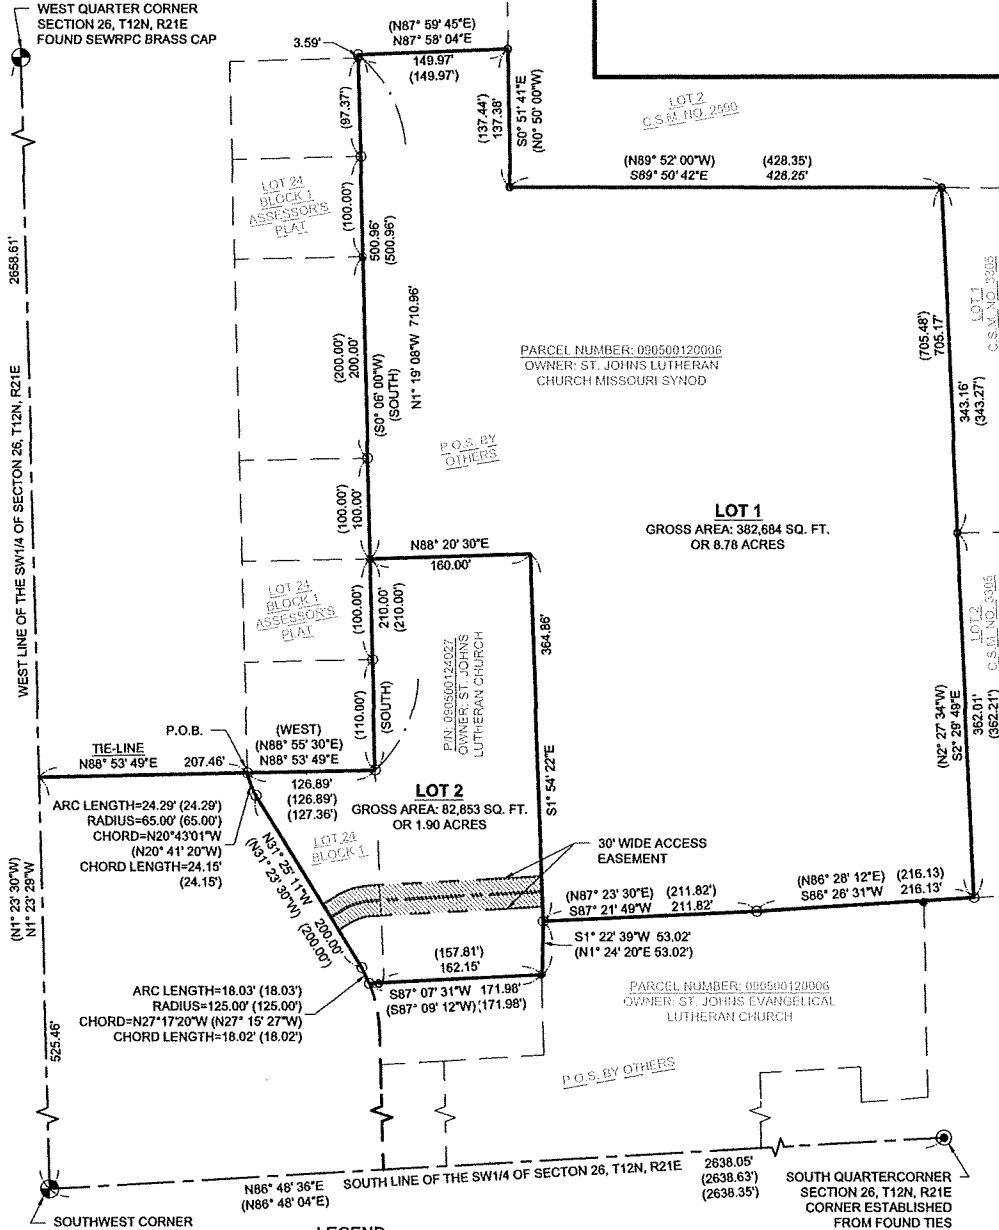 WEST QUARTER CORNER
SECTION 26, T12N, R21E
FOUND SEWRPC BRASS CAP
3.59'
(N87° 59' 45"E)
N87° 58' 04"E
149.97'
(149.97')
(137.44')
137.38'
S0° 51' 41"E
(N0° 50' 00"W)
LOT 2
C.S.M. NO. 2590
(N89° 52' 00"W) (428.35')
S89° 50' 42"E 428.25'
(97.37')
(100.00')
500.96'
(500.96')
LOT 24
BLOCK 1
ASSESSOR'S
PLAT
2658.61'
WEST LINE OF THE SW1/4 OF SECTON 26, T12N, R21E
(200.00')
200.00'
(S0° 06' 00"W)
(SOUTH)
N1° 19' 08"W 710.96'
PARCEL NUMBER: 090500120006
OWNER: ST. JOHNS LUTHERAN
CHURCH MISSOURI SYNOD
LOT 1
C.S.M. NO. 3305
(705.48')
705.17'
343.16'
(343.27')
P.O.S. BY
OTHERS
(100.00')
100.00'
LOT 1
GROSS AREA: 382,684 SQ. FT.
OR 8.78 ACRES
N88° 20' 30"E
160.00'
LOT 24
BLOCK 1
ASSESSOR'S
PLAT
(100.00')
210.00'
(210.00')
(110.00')
(SOUTH)
P/N: 090500124027
OWNER: ST. JOHNS
LUTHERAN CHURCH
364.86'
S1° 54' 22"E
LOT 2
C.S.M. NO. 3305
(N2° 27' 34"W)
S2° 29' 49"E
362.01'
(362.21')
P.O.B.
TIE-LINE
N88° 53' 49"E 207.46'
(WEST)
(N88° 55' 30"E)
N88° 53' 49"E
126.89'
(126.89')
(127.36')
LOT 2
GROSS AREA: 82,853 SQ. FT.
OR 1.90 ACRES
ARC LENGTH=24.29' (24.29')
RADIUS=65.00' (65.00')
CHORD=N20°43'01"W
(N20° 41' 20"W)
CHORD LENGTH=24.15'
(24.15')
LOT 24
BLOCK 1
N31° 25' 11"W 200.00'
(N31° 23' 30"W) (200.00')
30' WIDE ACCESS
EASEMENT
(N87° 23' 30"E) (211.82')
S87° 21' 49"W 211.82'
(N86° 28' 12"E) (216.13)
S86° 26' 31"W 216.13'
S1° 22' 39"W 53.02'
(N1° 24' 20"E 53.02')
(N1° 23' 30"W)
N1° 23' 29"W
525.46'
(157.81')
162.15'
S87° 07' 31"W 171.98'
(S87° 09' 12"W)(171.98')
ARC LENGTH=18.03' (18.03')
RADIUS=125.00' (125.00')
CHORD=N27°17'20"W (N27° 15' 27"W)
CHORD LENGTH=18.02' (18.02')
PARCEL NUMBER: 090500120006
OWNER: ST. JOHNS EVANGELICAL
LUTHERAN CHURCH
P.O.S. BY OTHERS
N86° 48' 36"E
(N86° 48' 04"E)
SOUTH LINE OF THE SW1/4 OF SECTON 26, T12N, R21E
2638.05'
(2638.63')
(2638.35')
SOUTH QUARTERCORNER
SECTION 26, T12N, R21E
CORNER ESTABLISHED
FROM FOUND TIES
SOUTHWEST CORNER
LEGEND